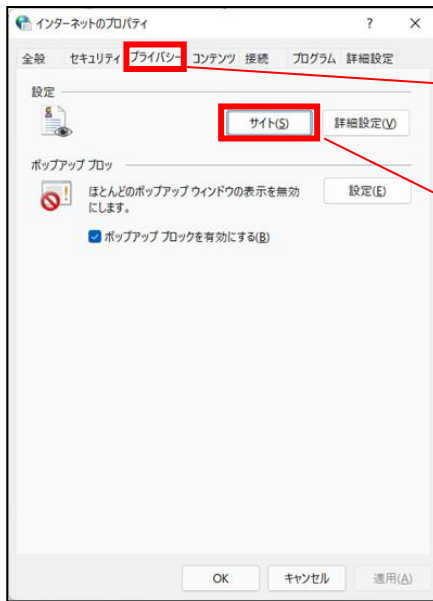 インターネットのプロパティ ? ×
全般 セキュリティ プライバシー コンテンツ 接続 プログラム 詳細設定
設定
サイト(S) 詳細設定(V)
ポップアップ ブロッ
ほとんどのポップアップ ウィンドウの表示を無効 設定(E)
にします。
ポップアップ ブロックを有効にする(B)
OK キャンセル 適用(A)